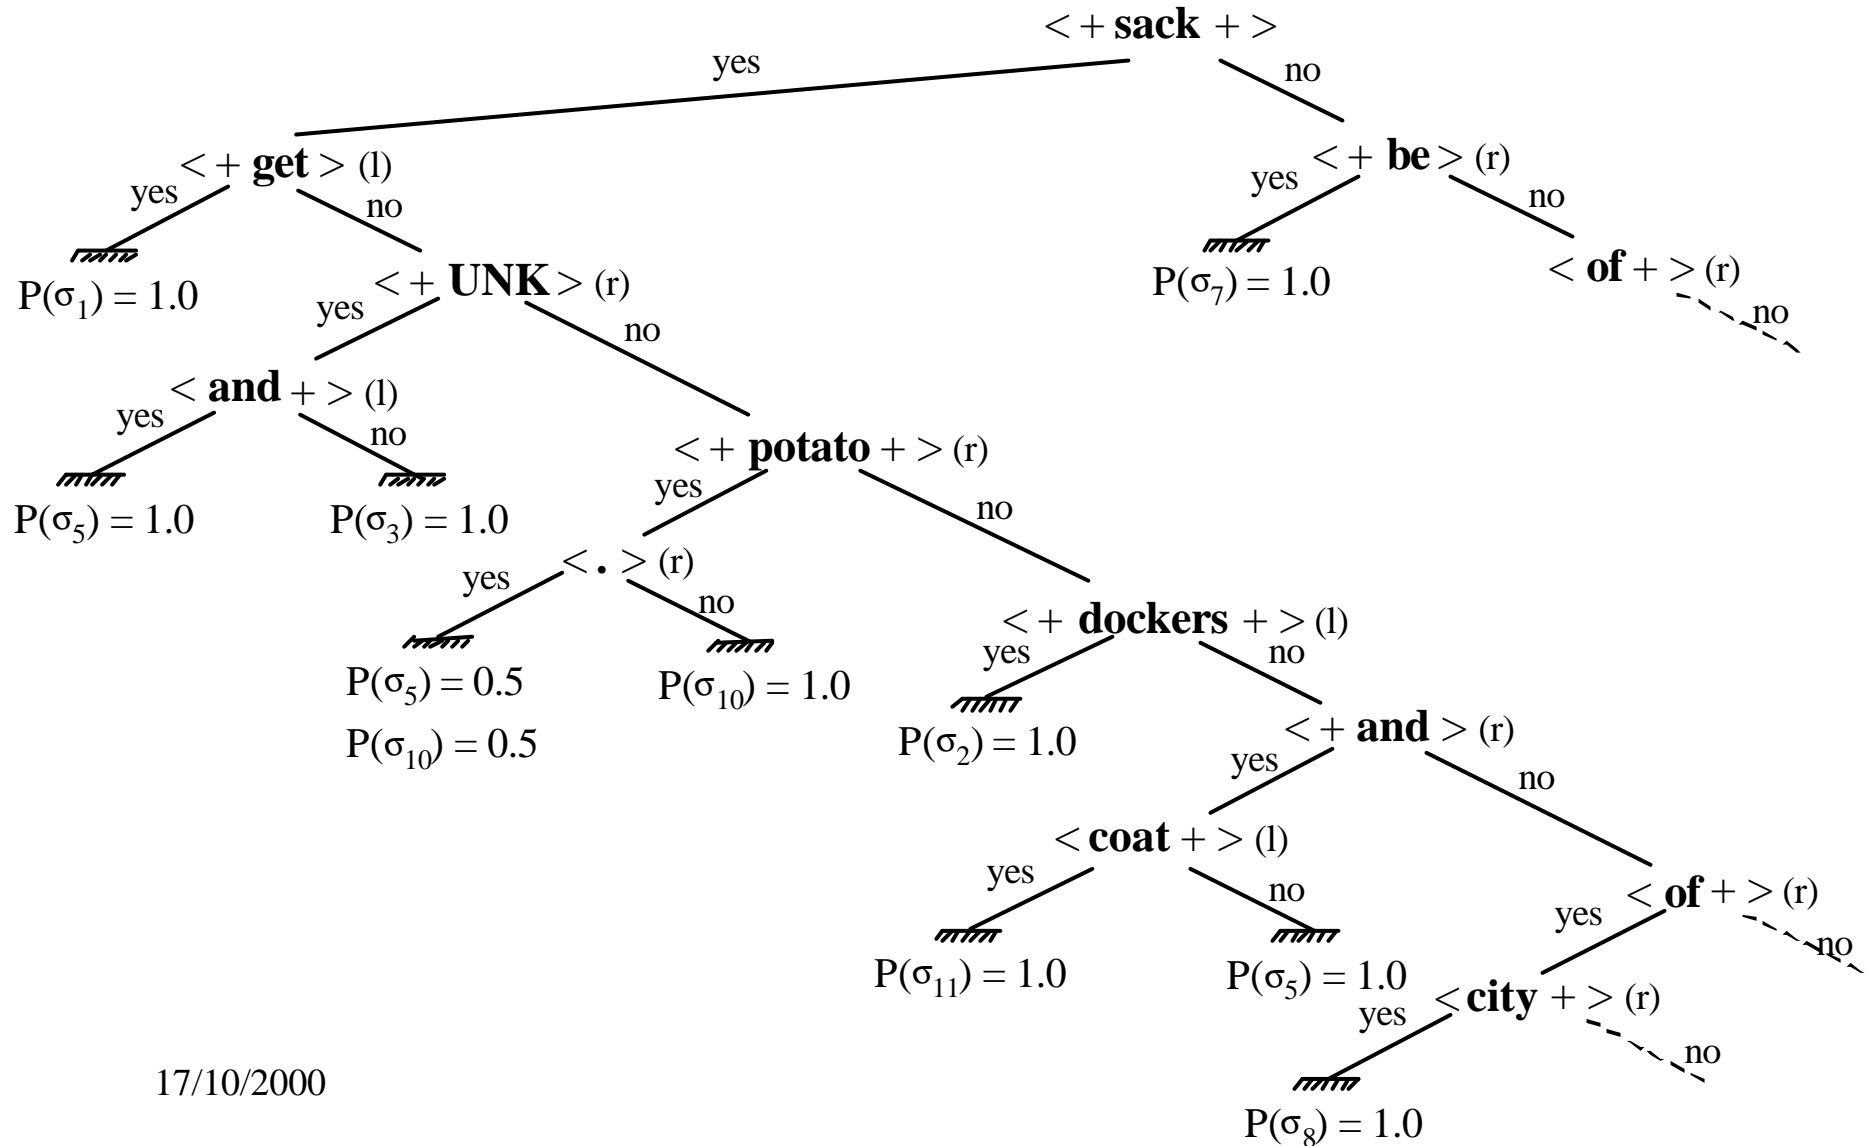 < + sack + >
yes
no
< + get > (l)
< + be > (r)
yes
no
yes
no
P(σ1) = 1.0
< + UNK > (r)
P(σ7) = 1.0
< of + > (r)
yes
no
no
< and + > (l)
< + potato + > (r)
yes
no
yes
no
P(σ5) = 1.0
P(σ3) = 1.0
< . > (r)
< + dockers + > (l)
yes
no
yes
no
P(σ5) = 0.5
P(σ10) = 0.5
P(σ10) = 1.0
P(σ2) = 1.0
< + and > (r)
yes
no
< coat + > (l)
< of + > (r)
yes
no
yes
no
P(σ11) = 1.0
P(σ5) = 1.0
< city + > (r)
yes
no
P(σ8) = 1.0
17/10/2000